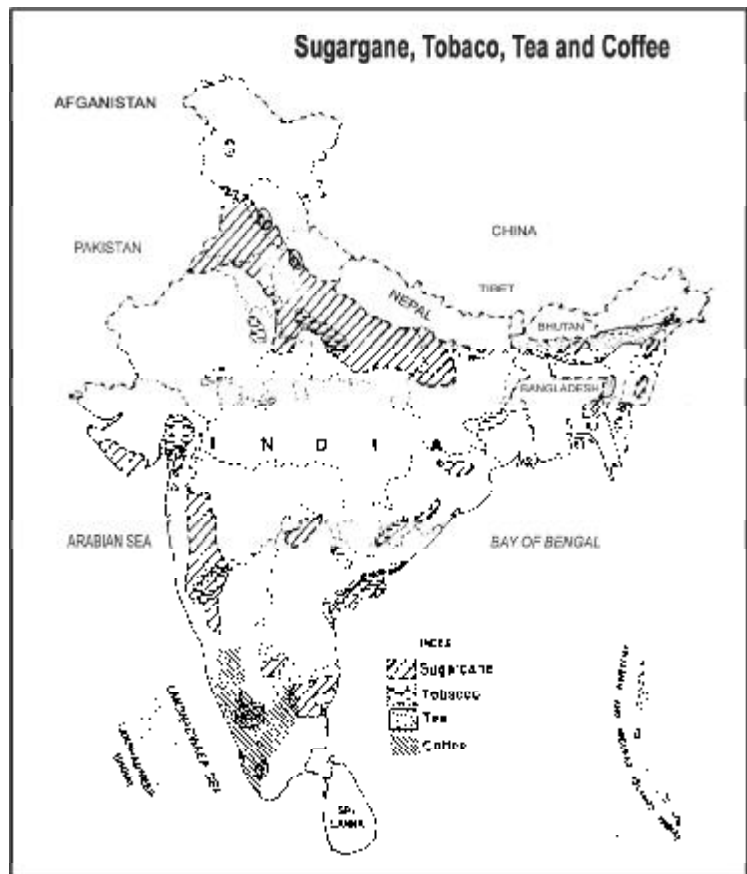 Sugargane, Tobaco, Tea and Coffee
AFGANISTAN
CHINA
PAKISTAN
TIBET
NEPAL
BHUTAN
BANGLADESH
I N D I A
ARABIAN SEA
BAY OF BENGAL
Sugargane
Tobacco
Tea
Coffee
SRI
LANKA